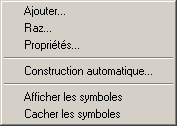 Ajouter...
Raz...
Propriétés...
Construction automatique...
Afficher les symboles
Cacher les symboles